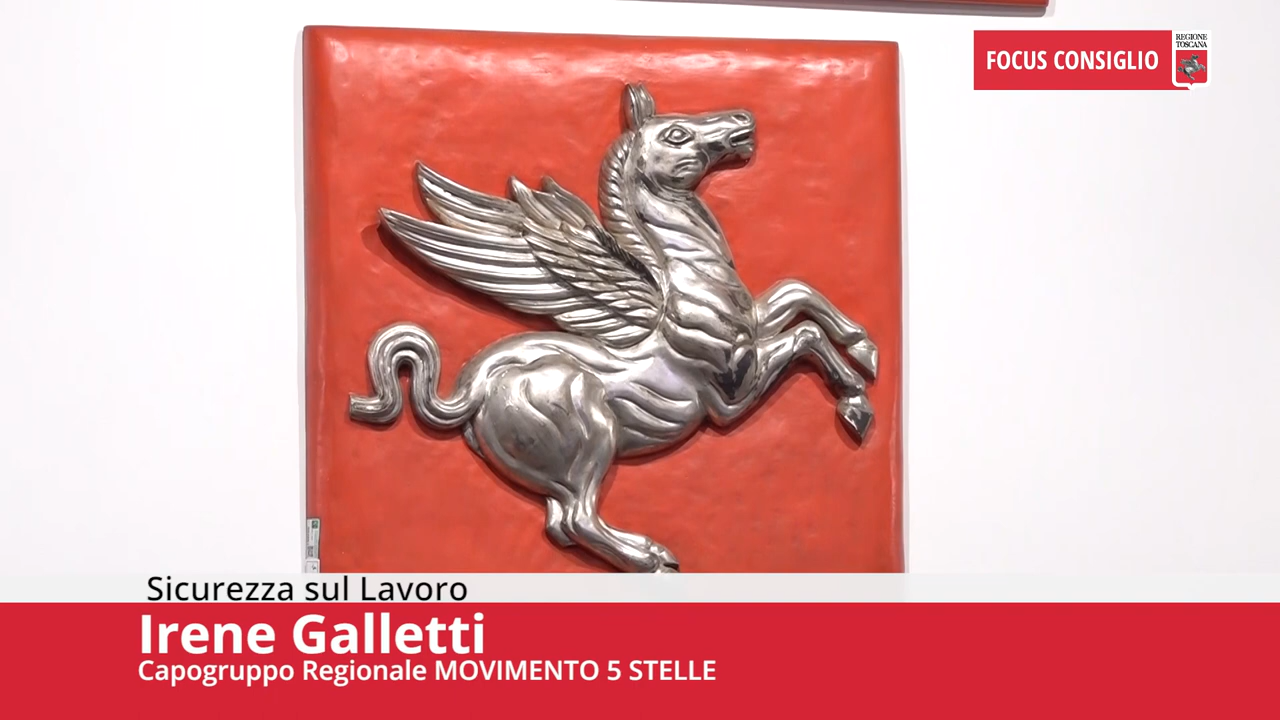 FOCUS CONSIGLIO
REGIONE
TOSCANA
Sicurezza sul Lavoro
Irene Galletti
Capogruppo Regionale MOVIMENTO 5 STELLE